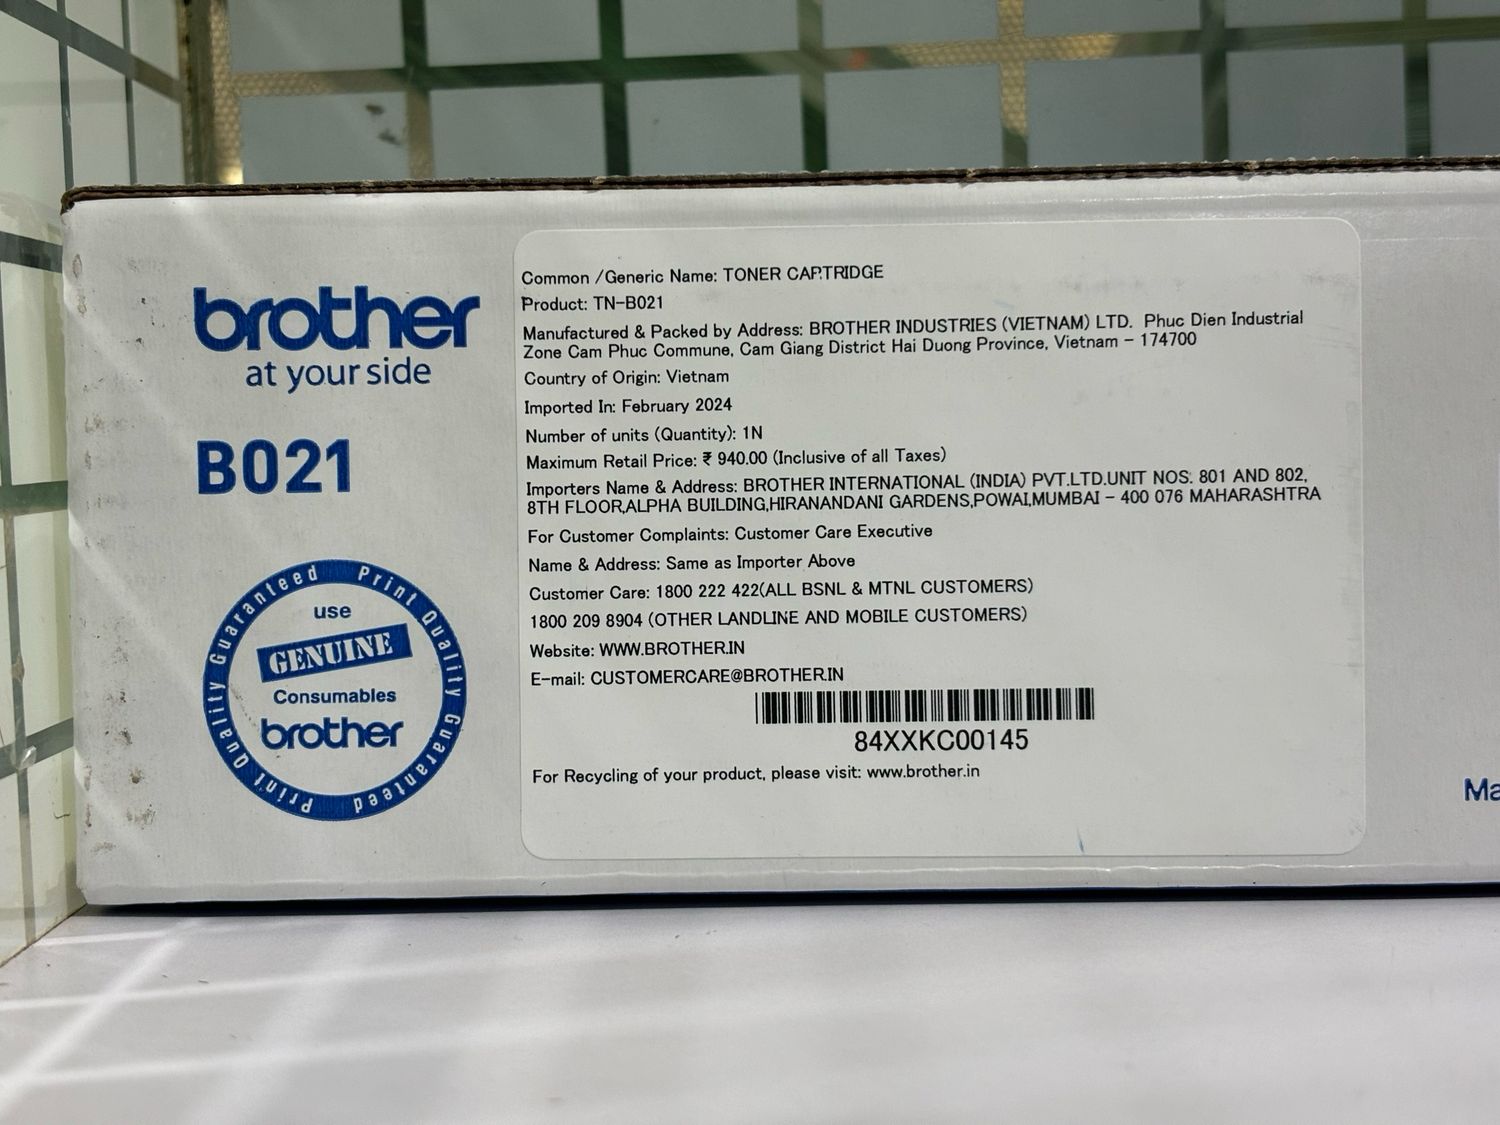 brother
at your side
B021
Print Quality Guaranteed Print Quality Guaranteed
use
GENUINE
Consumables
brother
Common /Generic Name: TONER CARTRIDGE
Product: TN-B021
Manufactured & Packed by Address: BROTHER INDUSTRIES (VIETNAM) LTD. Phuc Dien Industrial
Zone Cam Phuc Commune, Cam Giang District Hai Duong Province, Vietnam - 174700
Country of Origin: Vietnam
Imported In: February 2024
Number of units (Quantity): 1N
Maximum Retail Price: ₹ 940.00 (Inclusive of all Taxes)
Importers Name & Address: BROTHER INTERNATIONAL (INDIA) PVT.LTD.UNIT NOS. 801 AND 802,
8TH FLOOR,ALPHA BUILDING,HIRANANDANI GARDENS,POWAI,MUMBAI - 400 076 MAHARASHTRA
For Customer Complaints: Customer Care Executive
Name & Address: Same as Importer Above
Customer Care: 1800 222 422(ALL BSNL & MTNL CUSTOMERS)
1800 209 8904 (OTHER LANDLINE AND MOBILE CUSTOMERS)
Website: WWW.BROTHER.IN
E-mail: CUSTOMERCARE@BROTHER.IN
84XXKC00145
For Recycling of your product, please visit: www.brother.in